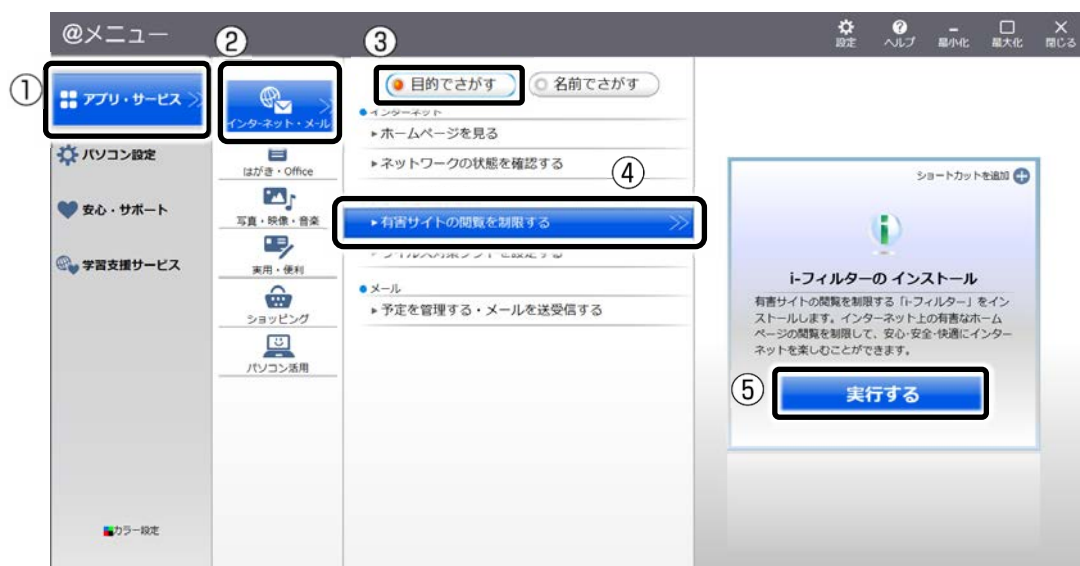 @メニュー
設定
ヘルプ
最小化
最大化
閉じる
①
②
③
アプリ・サービス
パソコン設定
安心・サポート
学習支援サービス
カラー設定
インターネット・メール
はがき・Office
写真・映像・音楽
実用・便利
ショッピング
パソコン活用
目的でさがす
名前でさがす
インターネット
ホームページを見る
ネットワークの状態を確認する
④
有害サイトの閲覧を制限する
ウイルス対策ソフトを設定する
メール
予定を管理する・メールを送受信する
ショートカットを追加
i-フィルターの インストール
有害サイトの閲覧を制限する「i-フィルター」をイン
ストールします。インターネット上の有害なホーム
ページの閲覧を制限して、安心・安全・快適にインター
ネットを楽しむことができます。
⑤
実行する